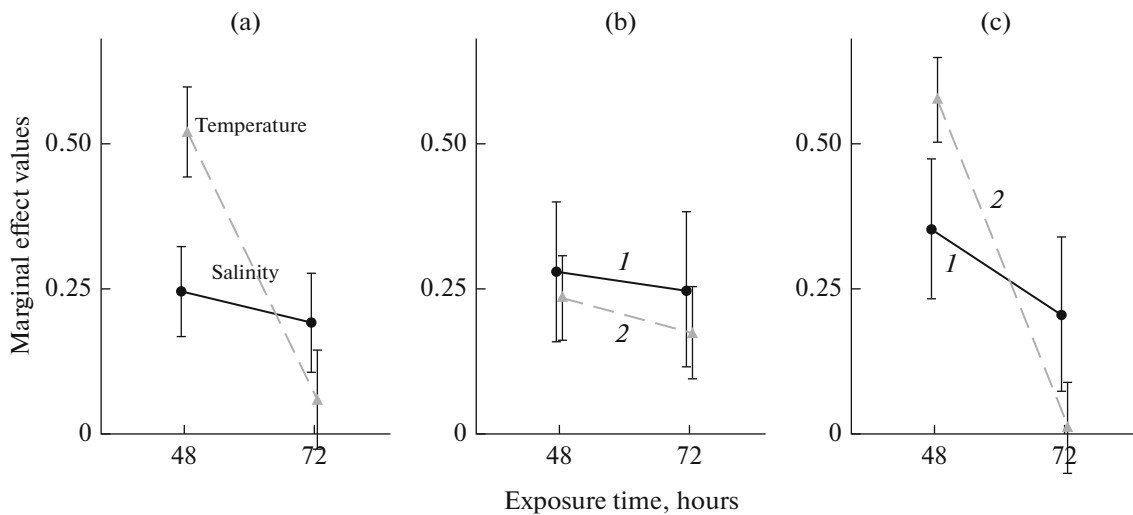 (a)
(b)
(c)
Marginal effect values
0.50
0.25
0
Temperature
Salinity
48
72
0.50
0.25
0
1
2
48
72
0.50
0.25
0
2
1
48
72
Exposure time, hours